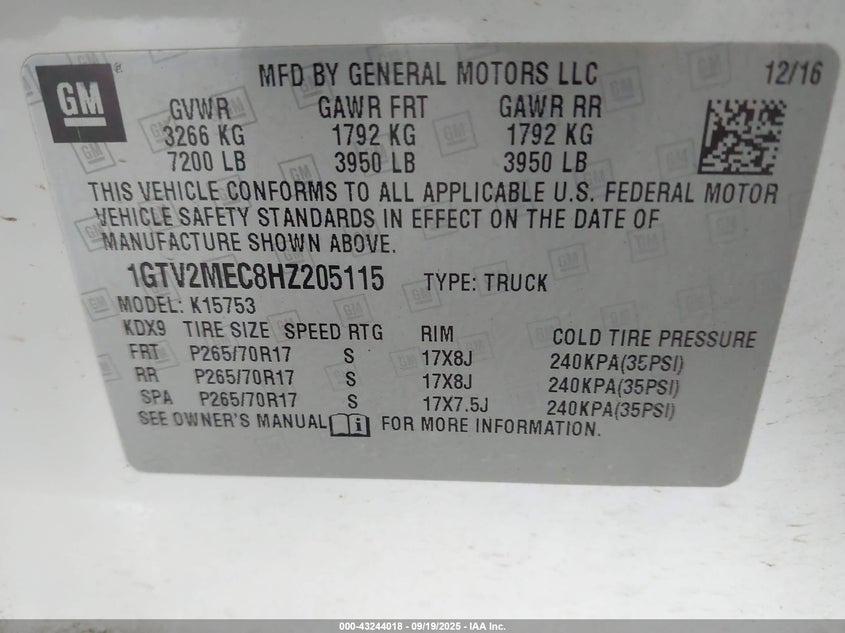 GM MFD BY GENERAL MOTORS LLC 12/16
GVWR GAWR FRT GAWR RR
3266 KG 1792 KG 1792 KG
7200 LB 3950 LB 3950 LB
THIS VEHICLE CONFORMS TO ALL APPLICABLE U.S. FEDERAL MOTOR
VEHICLE SAFETY STANDARDS IN EFFECT ON THE DATE OF
MANUFACTURE SHOWN ABOVE.
1GTV2MEC8HZ205115 TYPE: TRUCK
MODEL: K15753
KDX9 TIRE SIZE SPEED RTG RIM COLD TIRE PRESSURE
FRT P265/70R17 S 17X8J 240KPA(35PSI)
RR P265/70R17 S 17X8J 240KPA(35PSI)
SPA P265/70R17 S 17X7.5J 240KPA(35PSI)
SEE OWNER'S MANUAL i FOR MORE INFORMATION.
000-43244018 - 09/19/2025 - IAA Inc.